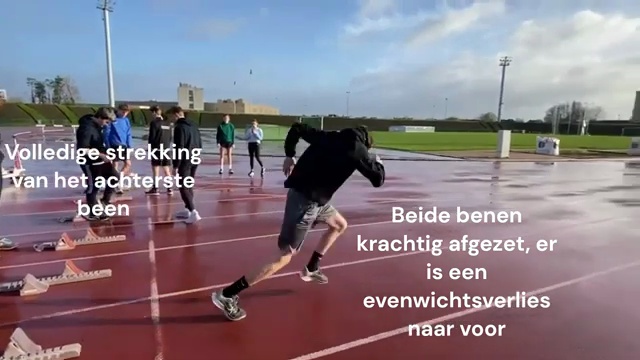 Volledige strekking
van het achterste
been
Beide benen
krachtig afgezet, er
is een
evenwichtsverlies
naar voor